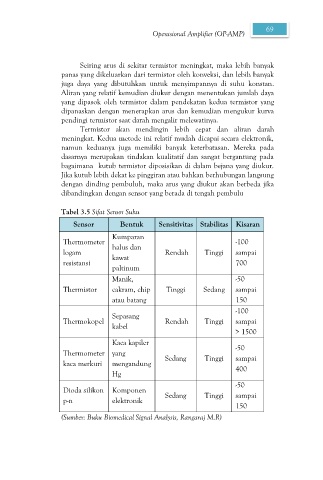 Operasional Amplifier (OP-AMP)
69
Seiring arus di sekitar termistor meningkat, maka lebih banyak
panas yang dikeluarkan dari termistor oleh konveksi, dan lebih banyak
juga daya yang dibutuhkan untuk menyimpannya di suhu konstan.
Aliran yang relatif kemudian diukur dengan menentukan jumlah daya
yang dipasok oleh termistor dalam pendekatan kedua termistor yang
dipanaskan dengan menerapkan arus dan kemudian mengukur kurva
pendingi termistor saat darah mengalir melewatinya.
Termistor akan mendingin lebih cepat dan aliran darah
meningkat. Kedua metode ini relatif mudah dicapai secara elektronik,
namun keduanya juga memiliki banyak keterbatasan. Mereka pada
dasarnya merupakan tindakan kualitatif dan sangat bergantung pada
bagaimana kutub termistor diposisikan di dalam bejana yang diukur.
Jika kutub lebih dekat ke pinggiran atau bahkan berhubungan langsung
dengan dinding pembuluh, maka arus yang diukur akan berbeda jika
dibandingkan dengan sensor yang berada di tengah pembulu
Tabel 3.5 Sifat Sensor Suhu
Sensor Bentuk Sensitivitas Stabilitas Kisaran
Thermometer
logam
resistansi
Kumparan
halus dan
kawat
paltinum
Rendah
Tinggi
-100
sampai
700
Thermistor
Manik,
cakram, chip
atau batang
Tinggi
Sedang
-50
sampai
150
Thermokopel
Sepasang
kabel
Rendah
Tinggi
-100
sampai
> 1500
Thermometer
kaca merkuri
Kaca kapiler
yang
mengandung
Hg
Sedang
Tinggi
-50
sampai
400
Dioda silikon
p-n
Komponen
elektronik
Sedang
Tinggi
-50
sampai
150
(Sumber: Buku Biomedical Signal Analysis, Rangaraj M.R)